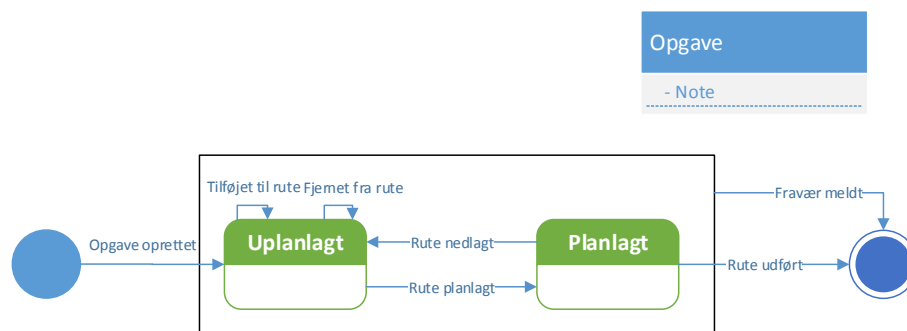 Opgave
- Note
Tilføjet til rute
Fjernet fra rute
Fravær meldt
Opgave oprettet
Uplanlagt
Rute nedlagt
Planlagt
Rute udført
Rute planlagt